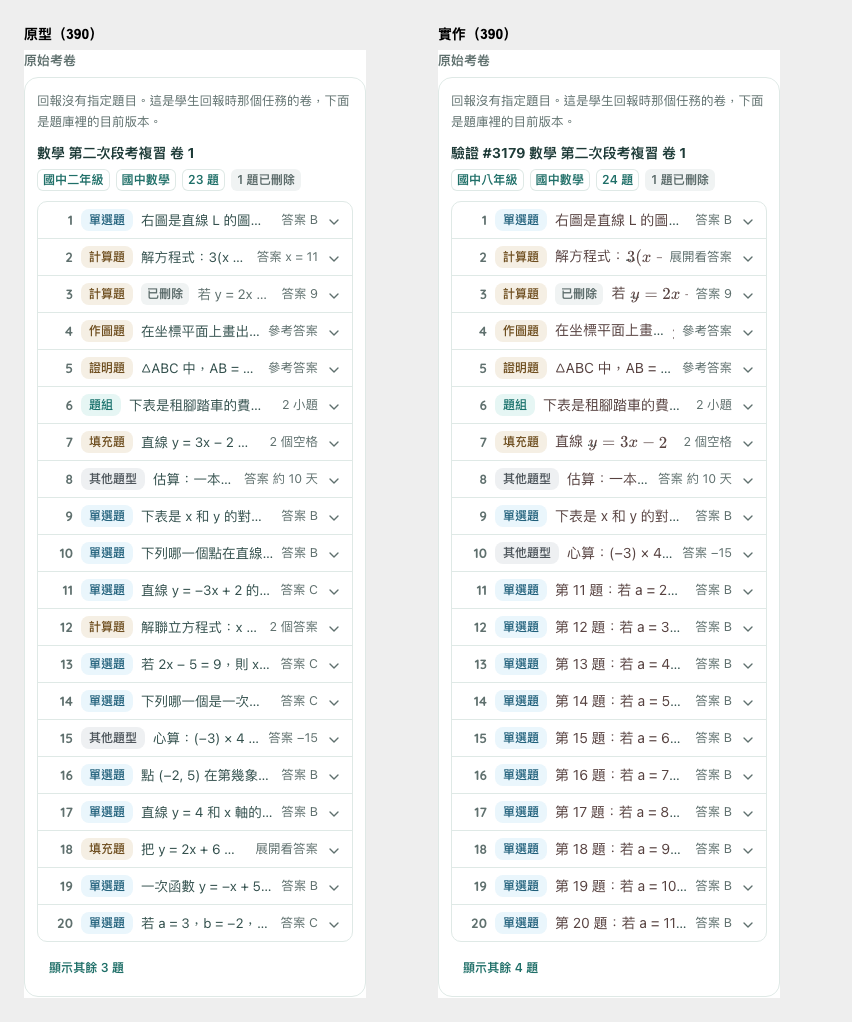 原型（390）
原始考卷
回報沒有指定題目。這是學生回報時那個任務的卷，下面
是題庫裡的目前版本。
數學 第二次段考複習 卷 1
國中二年級 國中數學 23 題 1 題已刪除
1 單選題 右圖是直線 L 的圖... 答案 B
2 計算題 解方程式：3(x ... 答案 x = 11
3 計算題 已刪除 若 y = 2x ... 答案 9
4 作圖題 在坐標平面上畫出... 參考答案
5 證明題 △ABC 中，AB = ... 參考答案
6 題組 下表是租腳踏車的費... 2 小題
7 填充題 直線 y = 3x − 2 ... 2 個空格
8 其他題型 估算：一本... 答案 約 10 天
9 單選題 下表是 x 和 y 的對... 答案 B
10 單選題 下列哪一個點在直線... 答案 B
11 單選題 直線 y = −3x + 2 的... 答案 C
12 計算題 解聯立方程式：x ... 2 個答案
13 單選題 若 2x − 5 = 9，則 x... 答案 C
14 單選題 下列哪一個是一次... 答案 C
15 其他題型 心算：(−3) × 4 ... 答案 −15
16 單選題 點 (−2, 5) 在第幾象... 答案 B
17 單選題 直線 y = 4 和 x 軸的... 答案 B
18 填充題 把 y = 2x + 6 ... 展開看答案
19 單選題 一次函數 y = −x + 5... 答案 B
20 單選題 若 a = 3，b = −2，... 答案 C
顯示其餘 3 題
實作（390）
原始考卷
回報沒有指定題目。這是學生回報時那個任務的卷，下面
是題庫裡的目前版本。
驗證 #3179 數學 第二次段考複習 卷 1
國中八年級 國中數學 24 題 1 題已刪除
1 單選題 右圖是直線 L 的圖... 答案 B
2 計算題 解方程式：3(x − 展開看答案
3 計算題 已刪除 若 y = 2x - 答案 9
4 作圖題 在坐標平面上畫... 參考答案
5 證明題 △ABC 中，AB = ... 參考答案
6 題組 下表是租腳踏車的費... 2 小題
7 填充題 直線 y = 3x − 2 2 個空格
8 其他題型 估算：一本... 答案 約 10 天
9 單選題 下表是 x 和 y 的對... 答案 B
10 其他題型 心算：(−3) × 4... 答案 −15
11 單選題 第 11 題：若 a = 2... 答案 B
12 單選題 第 12 題：若 a = 3... 答案 B
13 單選題 第 13 題：若 a = 4... 答案 B
14 單選題 第 14 題：若 a = 5... 答案 B
15 單選題 第 15 題：若 a = 6... 答案 B
16 單選題 第 16 題：若 a = 7... 答案 B
17 單選題 第 17 題：若 a = 8... 答案 B
18 單選題 第 18 題：若 a = 9... 答案 B
19 單選題 第 19 題：若 a = 10... 答案 B
20 單選題 第 20 題：若 a = 11... 答案 B
顯示其餘 4 題